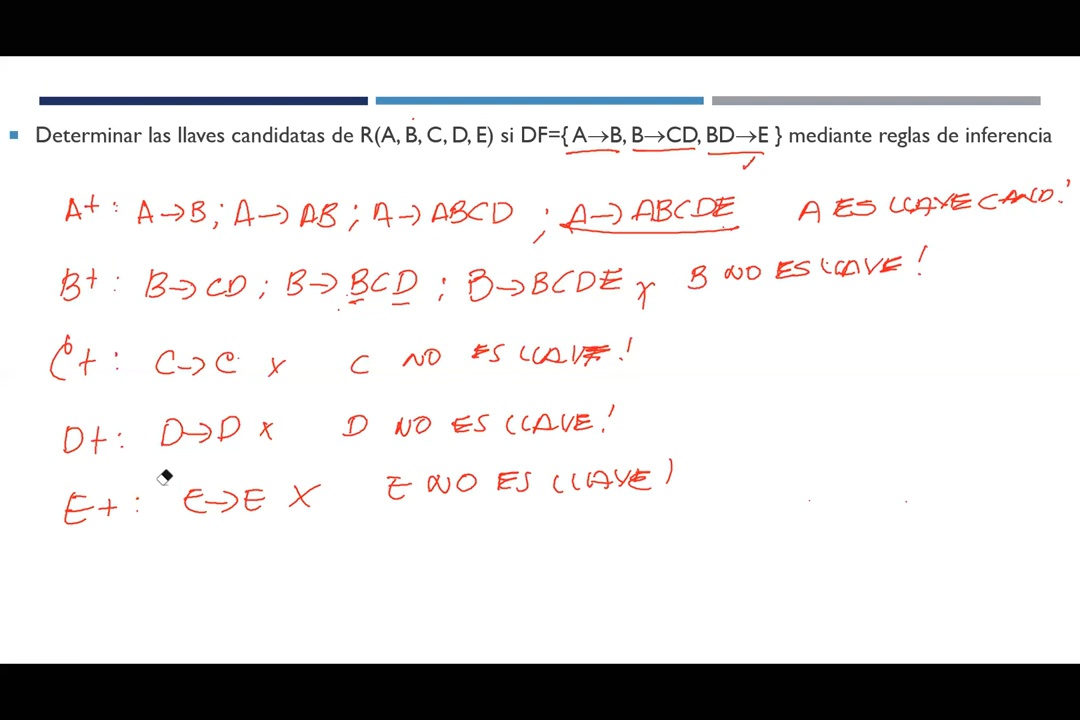 Determinar las llaves candidatas de R(A, B, C, D, E) si DF={ A→B, B→CD, BD→E } mediante reglas de inferencia
A+ : A→B; A→AB; A→ABCD ; A→ABCDE A ES LLAVE CAND.!
B+ : B→CD; B→BCD ; B→BCDE x B NO ES LLAVE!
C+ : C→C x C NO ES LLAVE!
D+ : D→D x D NO ES LLAVE!
E+ : E→E X E NO ES LLAVE!